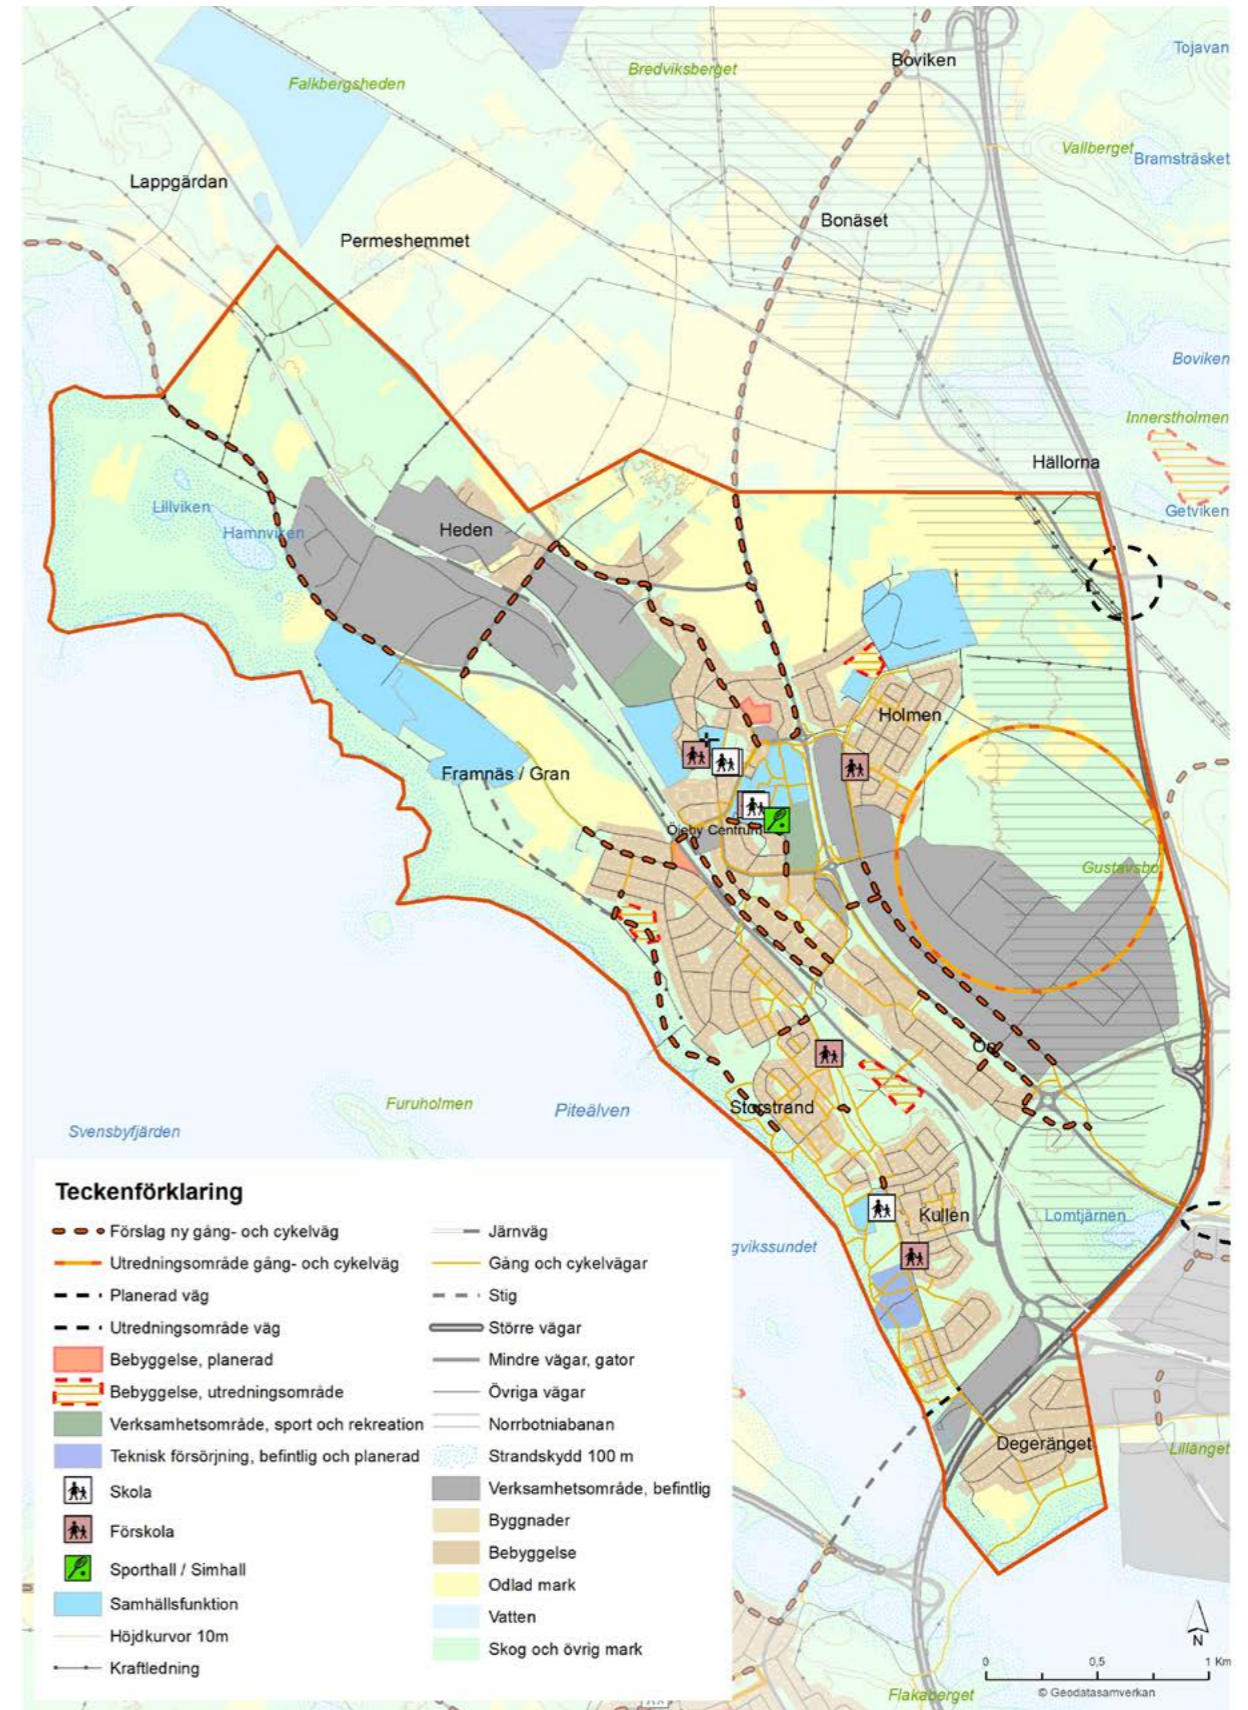 Tojavan
Boviken
Bredviksberget
Falkbergsheden
Vallberget
Bramsträsket
Lappgärdan
Bonäset
Permeshemmet
Boviken
Innerstholmen
Hällorna
Getviken
Lillviken
Heden
Hamnviken
Holmen
Framnäs / Gran
Öjeby Centrum
Gustavsbo
Furuholmen
Piteälven
Storstrand
Svensbyfjärden
Kullen
Lomtjärnen
gvikssundet
Degeränget
Lillänget
Flakaberget
Teckenförklaring
Förslag ny gång- och cykelväg
Utredningsområde gång- och cykelväg
Planerad väg
Utredningsområde väg
Bebyggelse, planerad
Bebyggelse, utredningsområde
Verksamhetsområde, sport och rekreation
Teknisk försörjning, befintlig och planerad
Skola
Förskola
Sporthall / Simhall
Samhällsfunktion
Höjdkurvor 10m
Kraftledning
Järnväg
Gång och cykelvägar
Stig
Större vägar
Mindre vägar, gator
Övriga vägar
Norrbotniabanan
Strandskydd 100 m
Verksamhetsområde, befintlig
Byggnader
Bebyggelse
Odlad mark
Vatten
Skog och övrig mark
N
0 0,5 1 Km
© Geodatasamverkan